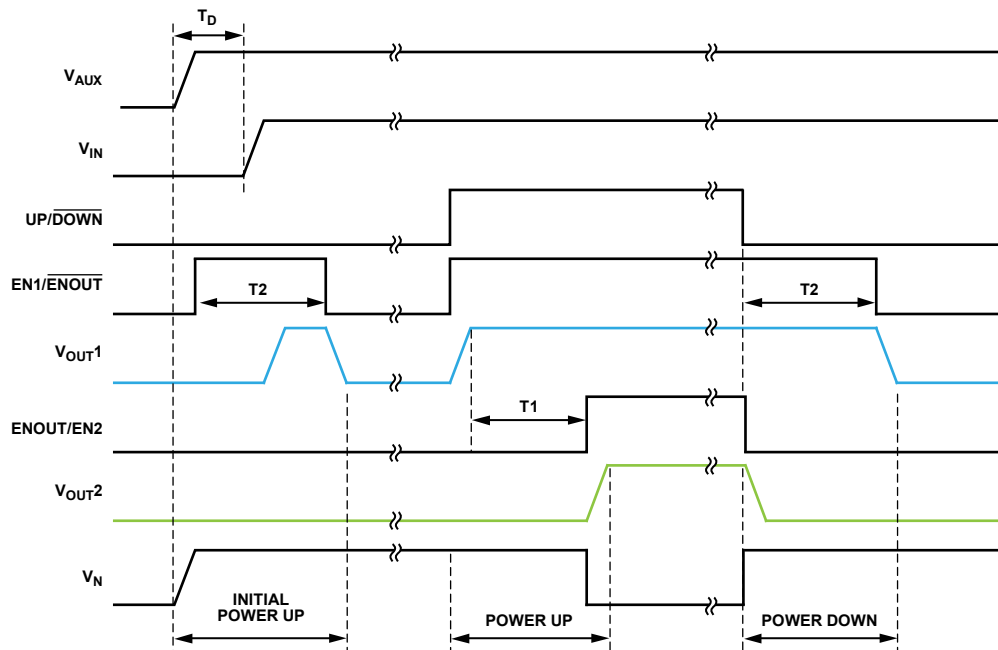 TD
VAUX
VIN
UP/DOWN
EN1/ENOUT
T2
T2
VOUT1
T1
ENOUT/EN2
VOUT2
VN
INITIAL
POWER UP
POWER UP
POWER DOWN